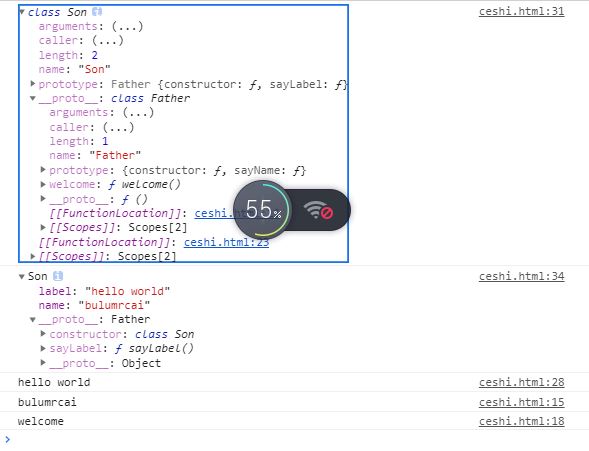 class Son i ceshi.html:31
arguments: (...)
caller: (...)
length: 2
name: "Son"
prototype: Father {constructor: ƒ, sayLabel: ƒ}
__proto__: class Father
arguments: (...)
caller: (...)
length: 1
name: "Father"
prototype: {constructor: ƒ, sayName: ƒ}
welcome: ƒ welcome()
__proto__: ƒ ()
[[FunctionLocation]]: ceshi.h
[[Scopes]]: Scopes[2]
[[FunctionLocation]]: ceshi.html:23
[[Scopes]]: Scopes[2]
55%
Son i ceshi.html:34
label: "hello world"
name: "bulumrcai"
__proto__: Father
constructor: class Son
sayLabel: ƒ sayLabel()
__proto__: Object
hello world ceshi.html:28
bulumrcai ceshi.html:15
welcome ceshi.html:18